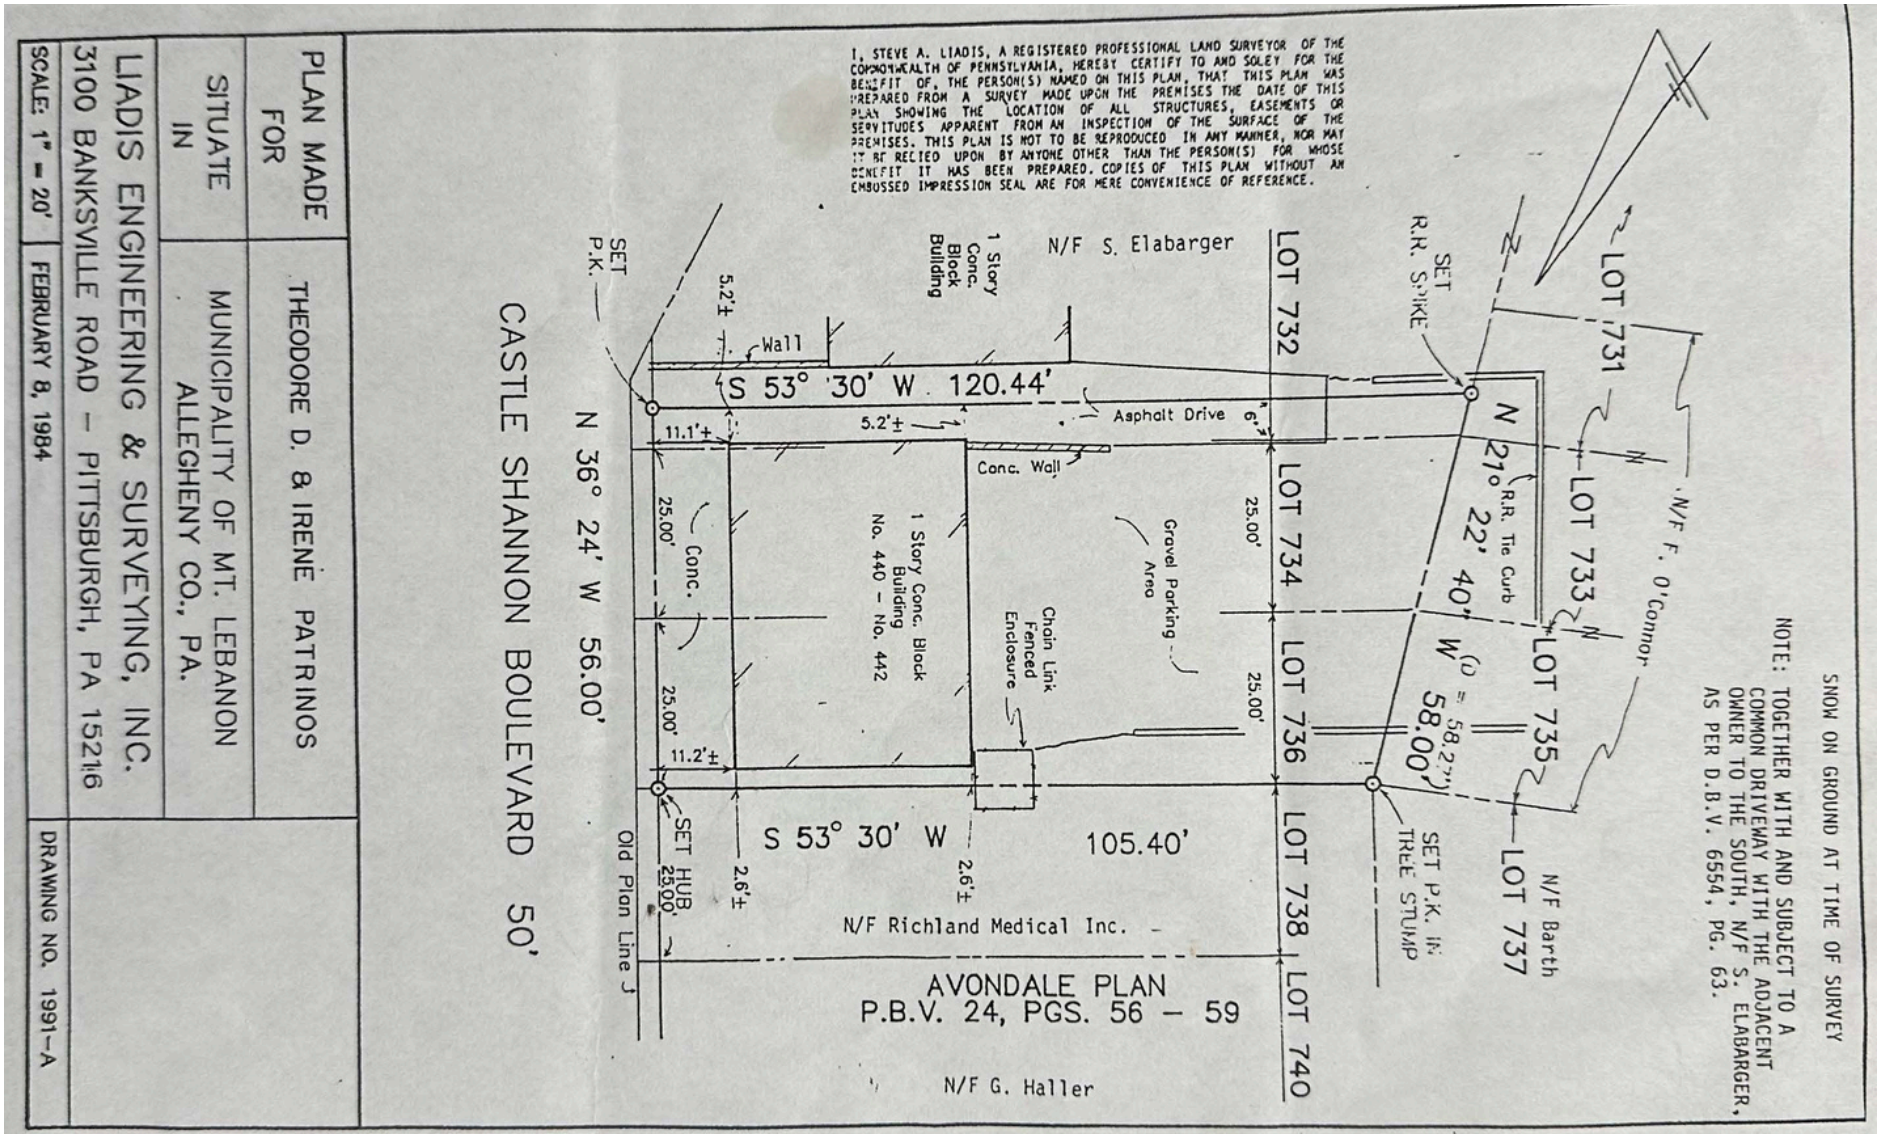 SNOW ON GROUND AT TIME OF SURVEY
NOTE: TOGETHER WITH AND SUBJECT TO A
COMMON DRIVEWAY WITH THE ADJACENT
OWNER TO THE SOUTH, N/F S. ELABARGER,
AS PER D.B.V. 6554, PG. 63.
I, STEVE A. LIADIS, A REGISTERED PROFESSIONAL LAND SURVEYOR OF THE
COMMONWEALTH OF PENNSYLVANIA, HEREBY CERTIFY TO AND SOLEY FOR THE
BENEFIT OF, THE PERSON(S) NAMED ON THIS PLAN, THAT THIS PLAN WAS
PREPARED FROM A SURVEY MADE UPON THE PREMISES THE DATE OF THIS
PLAN SHOWING THE LOCATION OF ALL STRUCTURES, EASEMENTS OR
SERVITUDES APPARENT FROM AN INSPECTION OF THE SURFACE OF THE
PREMISES. THIS PLAN IS NOT TO BE REPRODUCED IN ANY MANNER, NOR MAY
IT BE RELIED UPON BY ANYONE OTHER THAN THE PERSON(S) FOR WHOSE
BENEFIT IT HAS BEEN PREPARED. COPIES OF THIS PLAN WITHOUT AN
EMBOSSED IMPRESSION SEAL ARE FOR MERE CONVENIENCE OF REFERENCE.
LOT 731
LOT 733
LOT 735
LOT 737
N/F F. O'Connor
N/F Barth
SET
R.R. SPIKE
N 21° 22' 40" W 58.00'
(D = 58.27')
R.R. Tie Curb
SET P.K. IN
TREE STUMP
LOT 732
LOT 734
LOT 736
LOT 738
LOT 740
6'
25.00'
25.00'
N/F S. Elabarger
1 Story
Conc.
Block
Building
Wall
S 53° 30' W 120.44'
Asphalt Drive
5.2'±
5.2'±
11.1'±
Conc. Wall
Gravel Parking
Area
Chain Link
Fenced
Enclosure
1 Story Conc. Block
Building
No. 440 - No. 442
Conc.
25.00'
25.00'
11.2'±
2.6'±
2.6'±
S 53° 30' W 105.40'
N/F Richland Medical Inc.
AVONDALE PLAN
P.B.V. 24, PGS. 56 - 59
N/F G. Haller
SET
P.K.
SET HUB
25.00'
Old Plan Line
N 36° 24' W 56.00'
CASTLE SHANNON BOULEVARD 50'
PLAN MADE
FOR
THEODORE D. & IRENE PATRINOS
SITUATE
IN
MUNICIPALITY OF MT. LEBANON
ALLEGHENY CO., PA.
LIADIS ENGINEERING & SURVEYING, INC.
3100 BANKSVILLE ROAD - PITTSBURGH, PA 15216
SCALE: 1" = 20'
FEBRUARY 8, 1984
DRAWING NO. 1991-A